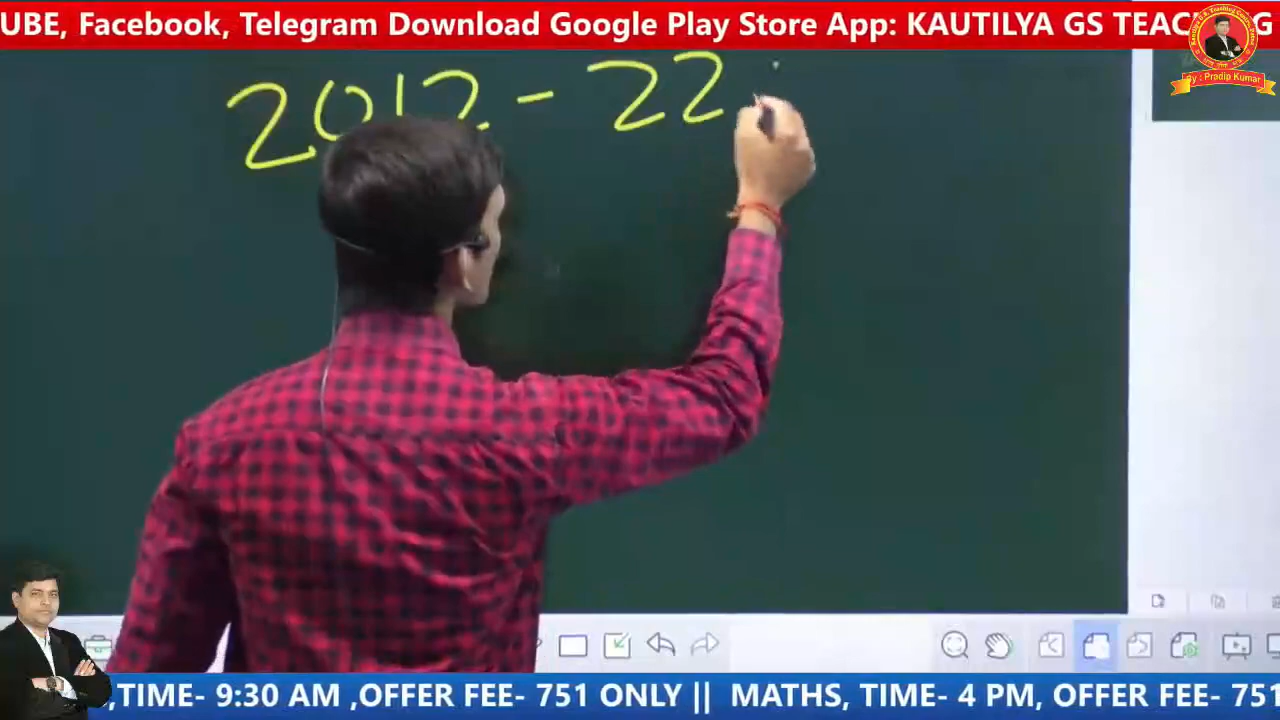 UBE, Facebook, Telegram Download Google Play Store App: KAUTILYA GS TEACHING
By : Pradip Kumar
2012 - 22
,TIME- 9:30 AM ,OFFER FEE- 751 ONLY || MATHS, TIME- 4 PM, OFFER FEE- 751